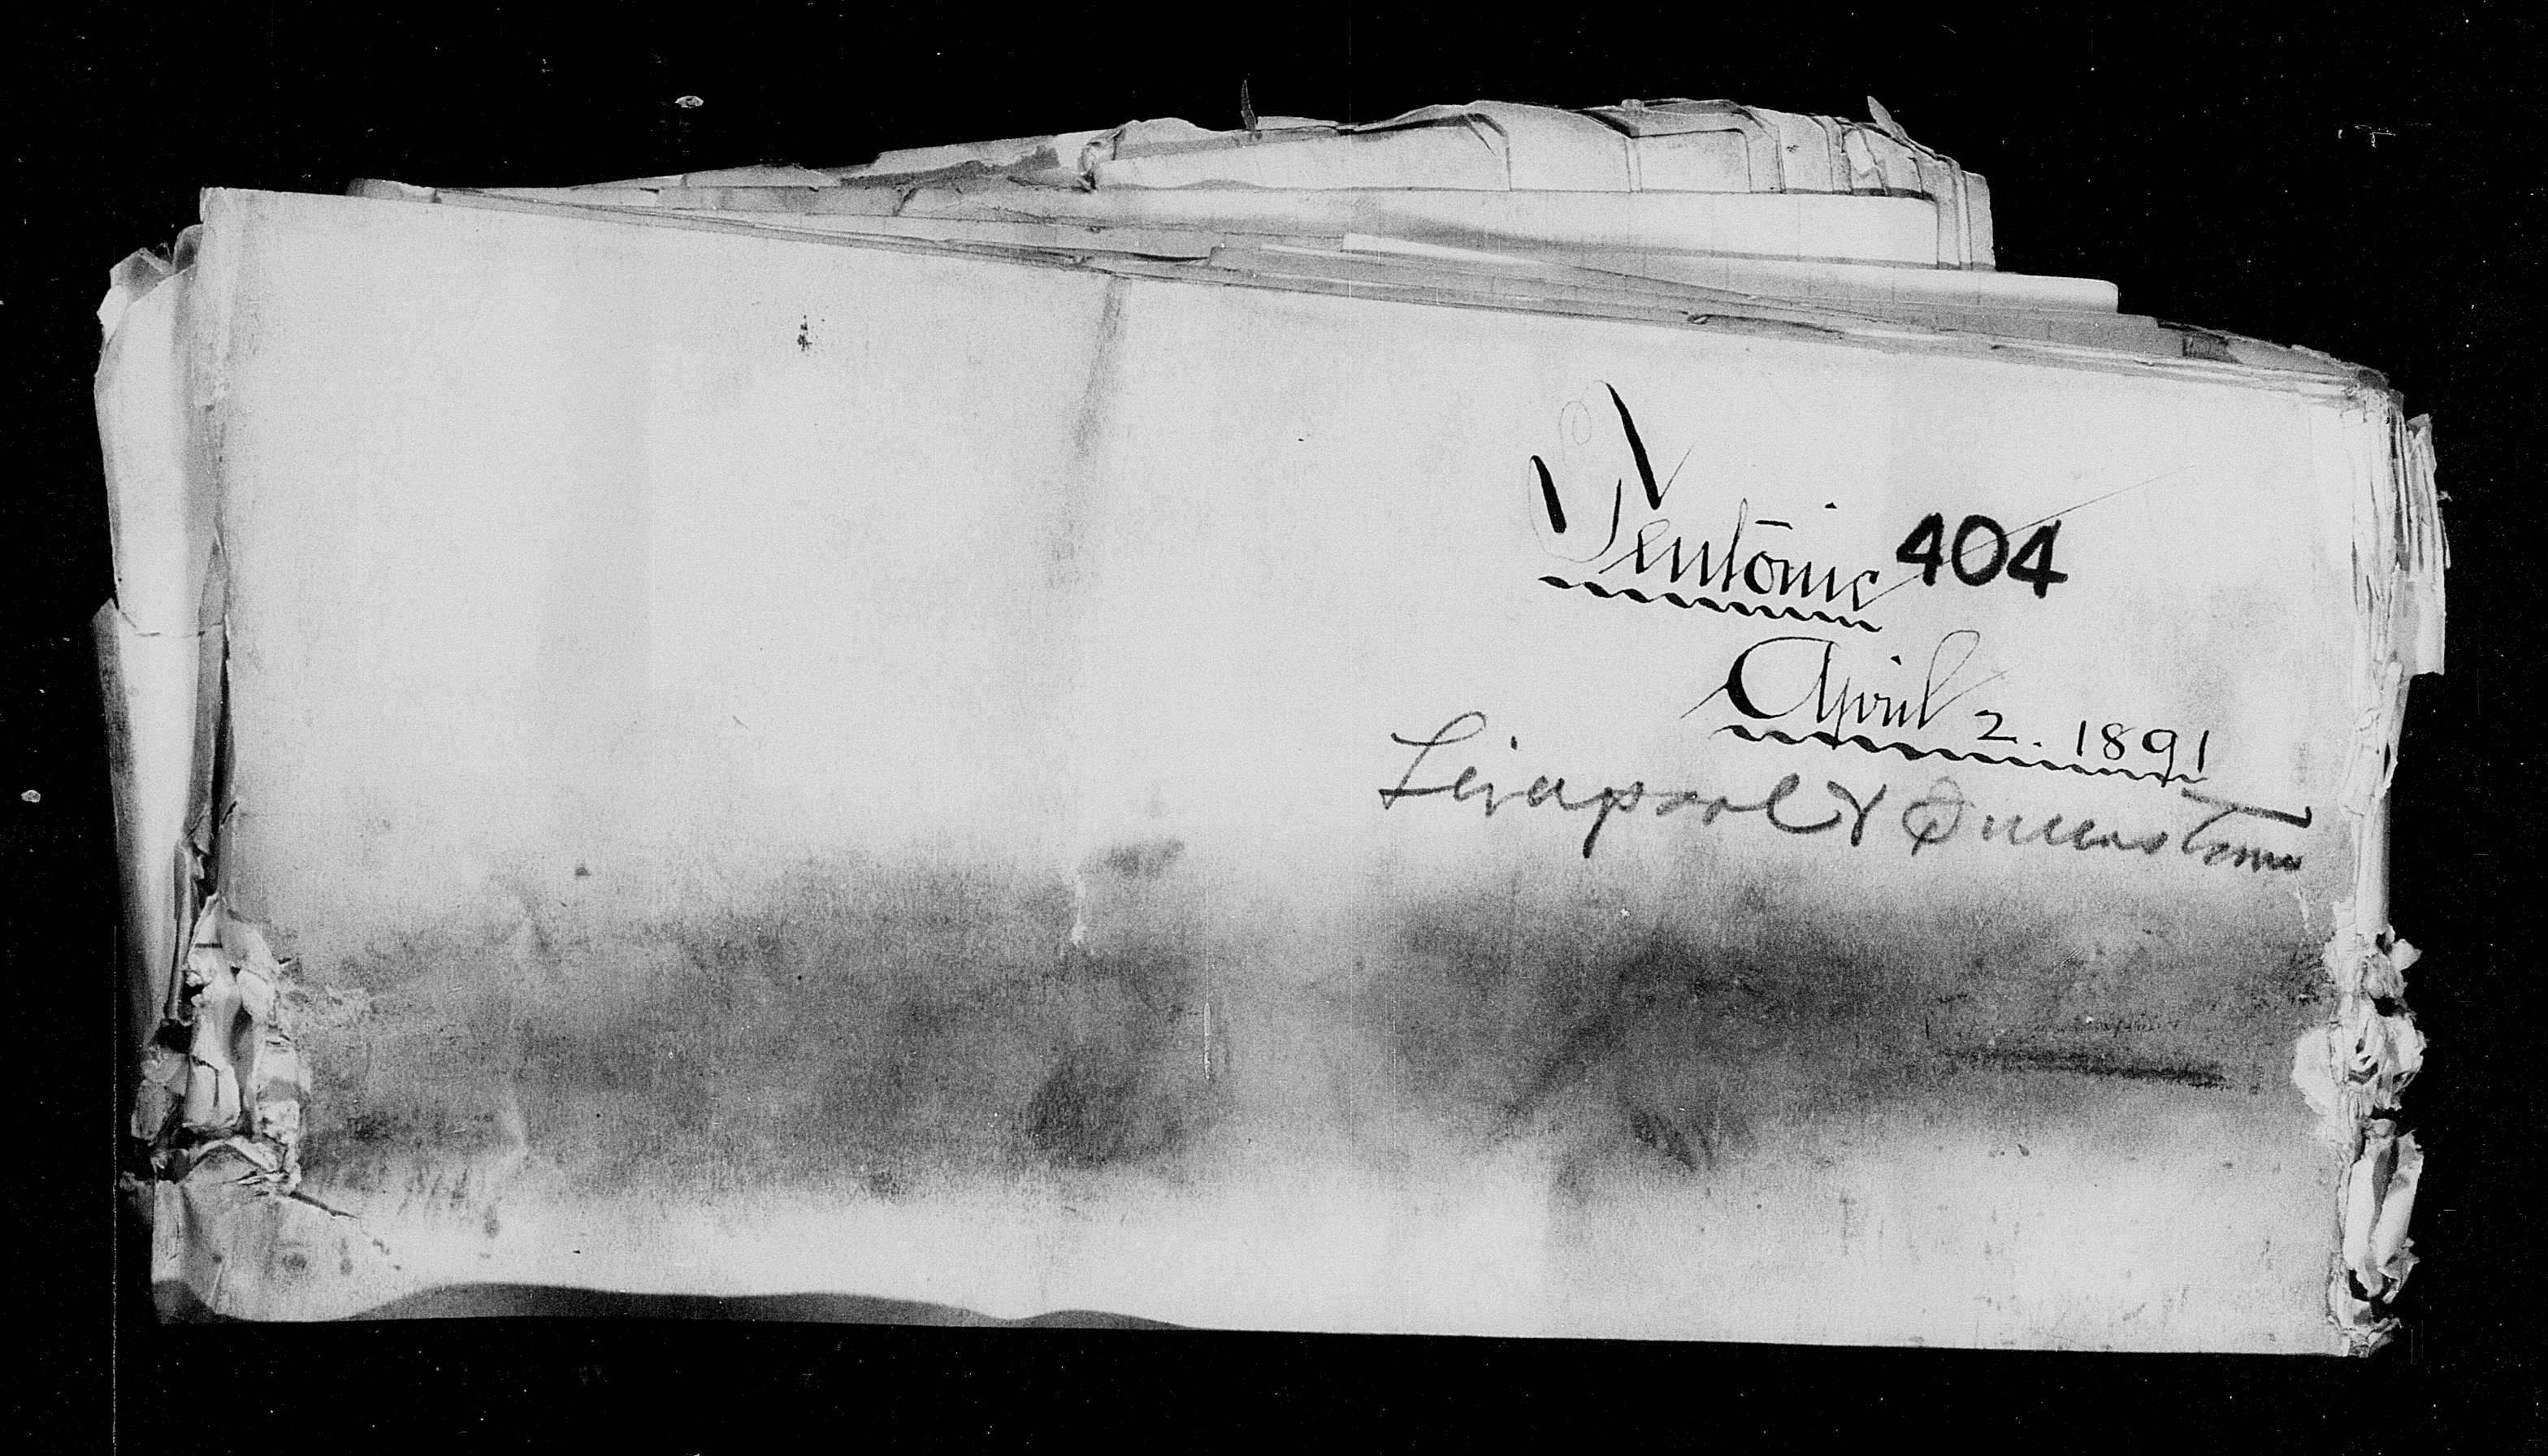 Teutonic 404
April 2. 1891
Liverpool & Queenstown